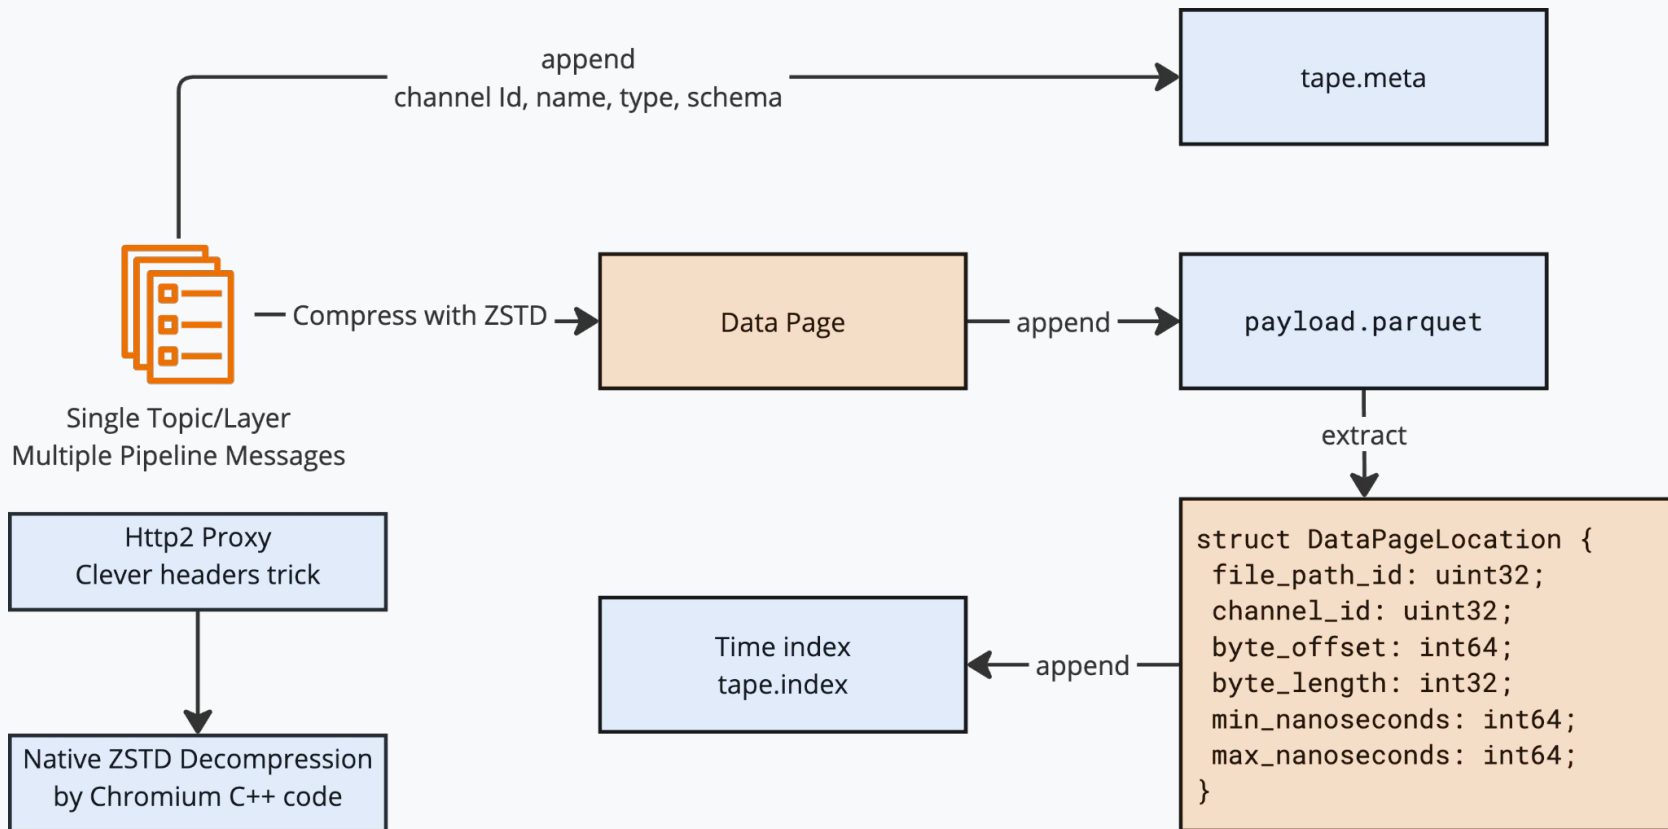 append
channel Id, name, type, schema
tape.meta
Compress with ZSTD
Data Page
append
payload.parquet
Single Topic/Layer
Multiple Pipeline Messages
extract
Http2 Proxy
Clever headers trick
struct DataPageLocation {
file_path_id: uint32;
channel_id: uint32;
byte_offset: int64;
byte_length: int32;
min_nanoseconds: int64;
max_nanoseconds: int64;
}
append
Time index
tape.index
Native ZSTD Decompression
by Chromium C++ code